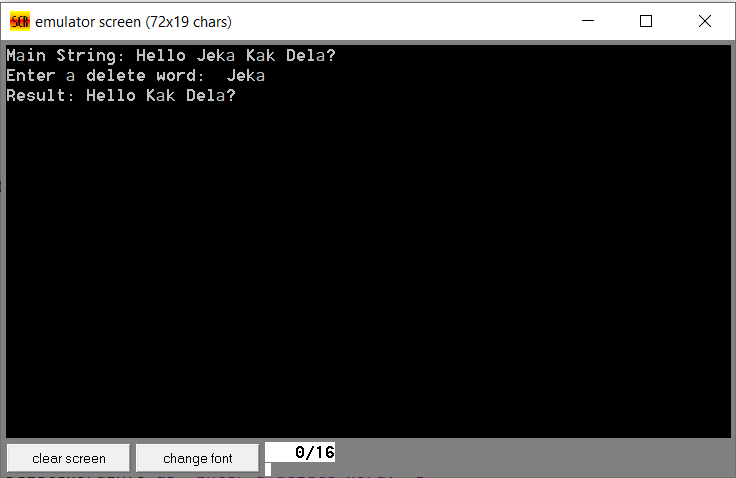 emulator screen (72x19 chars)
Main String: Hello Jeka Kak Dela?
Enter a delete word:  Jeka
Result: Hello Kak Dela?
clear screen
change font
0/16